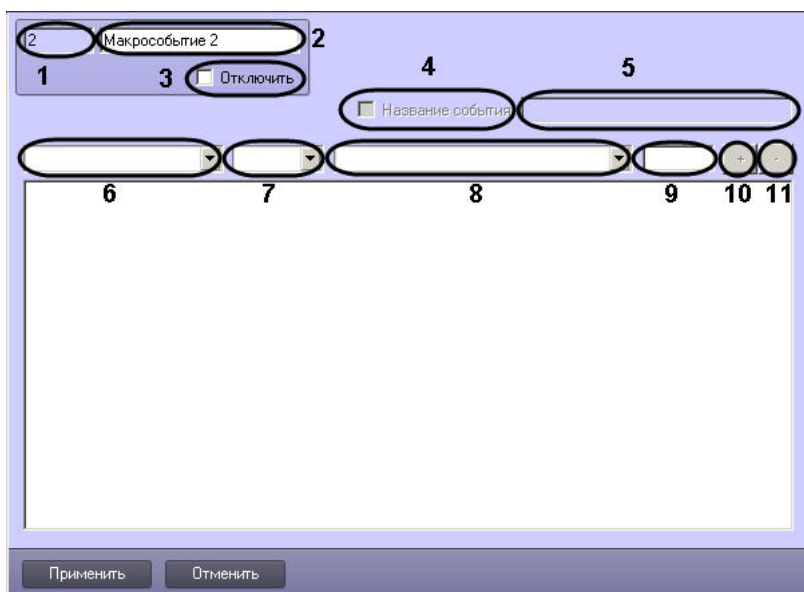 2 Макрособытие 2 2
1 3 Отключить 4 5
Название события
+ -
6 7 8 9 10 11
Применить Отменить